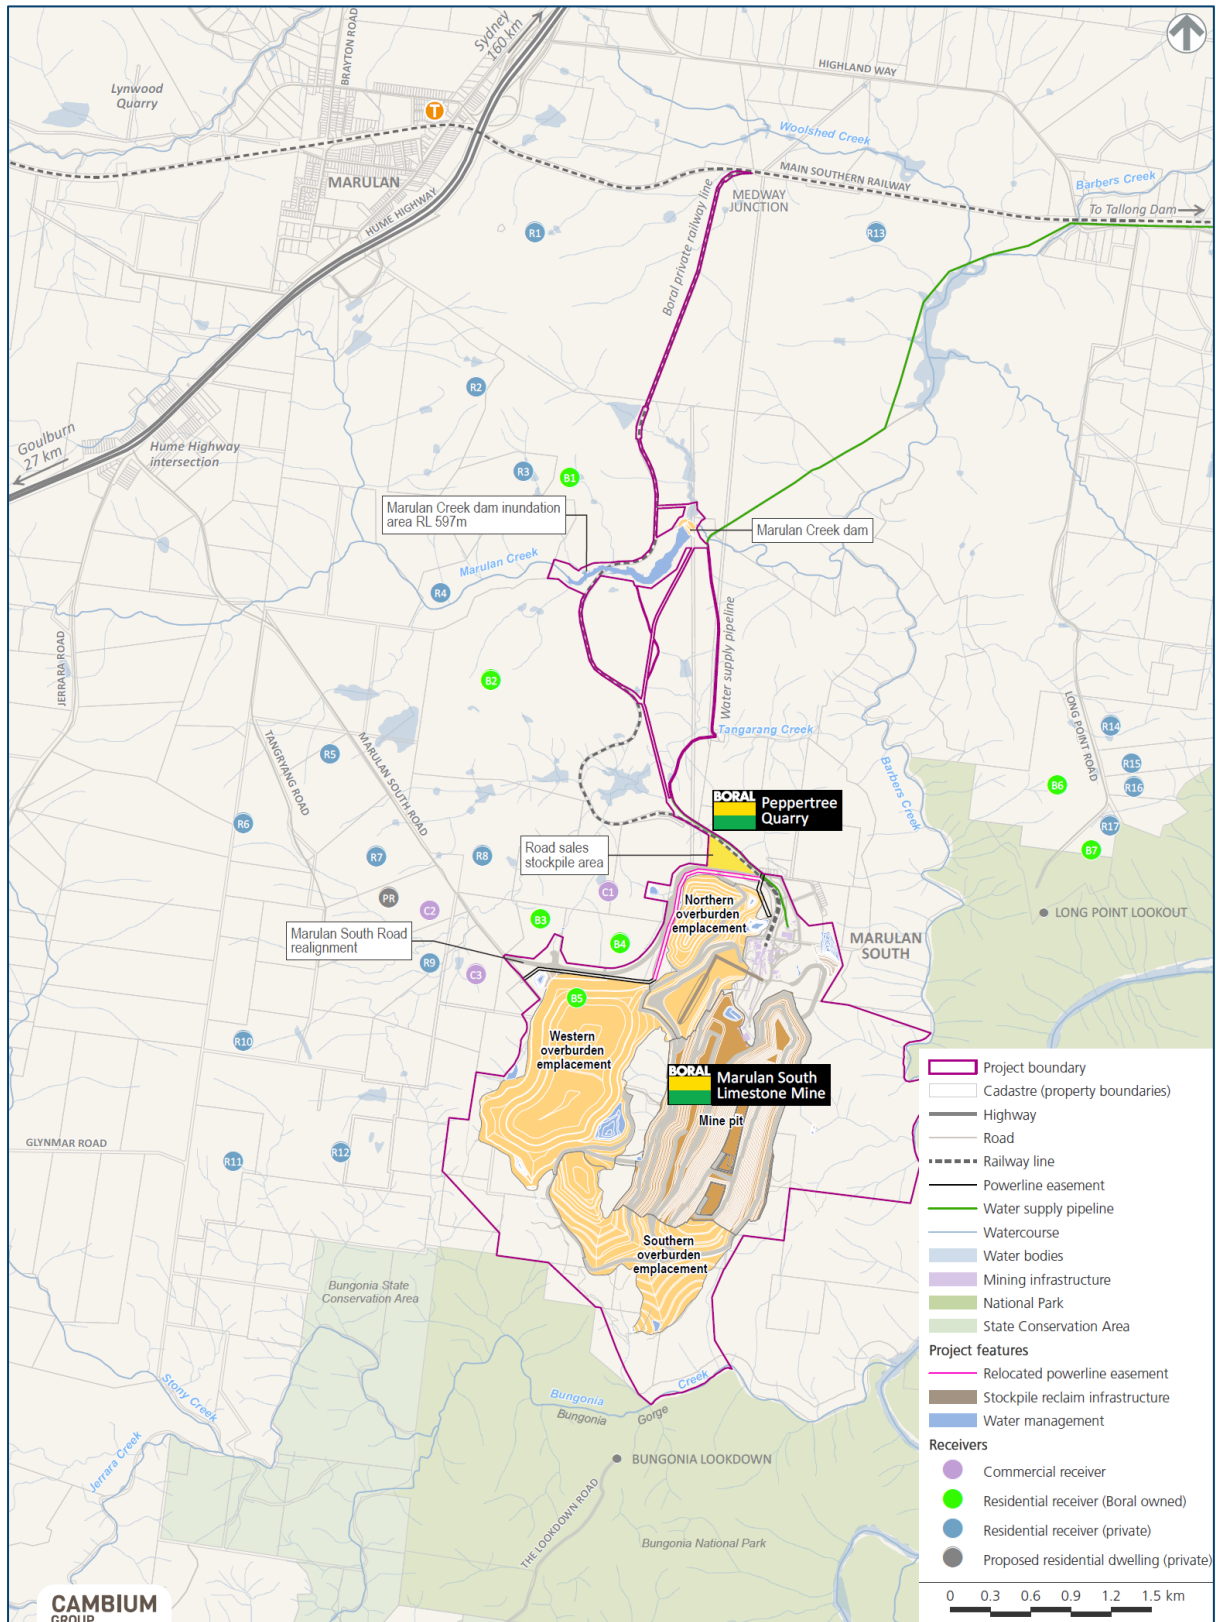 Sydney
160 km
BRAYTON ROAD
HIGHLAND WAY
Lynwood
Quarry
T
Woolshed Creek
MAIN SOUTHERN RAILWAY
Barbers Creek
MARULAN
HUME HIGHWAY
MEDWAY
JUNCTION
To Tallong Dam
R1
R13
Boral private railway line
R2
Goulburn
27 km
Hume Highway
intersection
R3
B1
Marulan Creek dam inundation
area RL 597m
Marulan Creek dam
Marulan Creek
R4
JERRARA ROAD
Water supply pipeline
B2
Tangarang Creek
LONG POINT ROAD
R14
TANGRYANG ROAD
MARULAN SOUTH ROAD
R5
Barbers Creek
R15
B6
R16
BORAL
Peppertree
Quarry
R6
R17
Road sales
stockpile area
B7
R7
R8
PR
C1
Northern
overburden
emplacement
C2
B3
LONG POINT LOOKOUT
Marulan South Road
realignment
B4
MARULAN
SOUTH
R9
C3
B5
Western
overburden
emplacement
R10
BORAL
Marulan South
Limestone Mine
Mine pit
GLYNMAR ROAD
R11
R12
Southern
overburden
emplacement
Bungonia State
Conservation Area
Stony Creek
Bungonia
Creek
Bungonia
Gorge
Jerrara Creek
BUNGONIA LOOKDOWN
THE LOOKDOWN ROAD
Bungonia National Park
Project boundary
Cadastre (property boundaries)
Highway
Road
Railway line
Powerline easement
Water supply pipeline
Watercourse
Water bodies
Mining infrastructure
National Park
State Conservation Area
Project features
Relocated powerline easement
Stockpile reclaim infrastructure
Water management
Receivers
Commercial receiver
Residential receiver (Boral owned)
Residential receiver (private)
Proposed residential dwelling (private)
0 0.3 0.6 0.9 1.2 1.5 km
CAMBIUM
GROUP